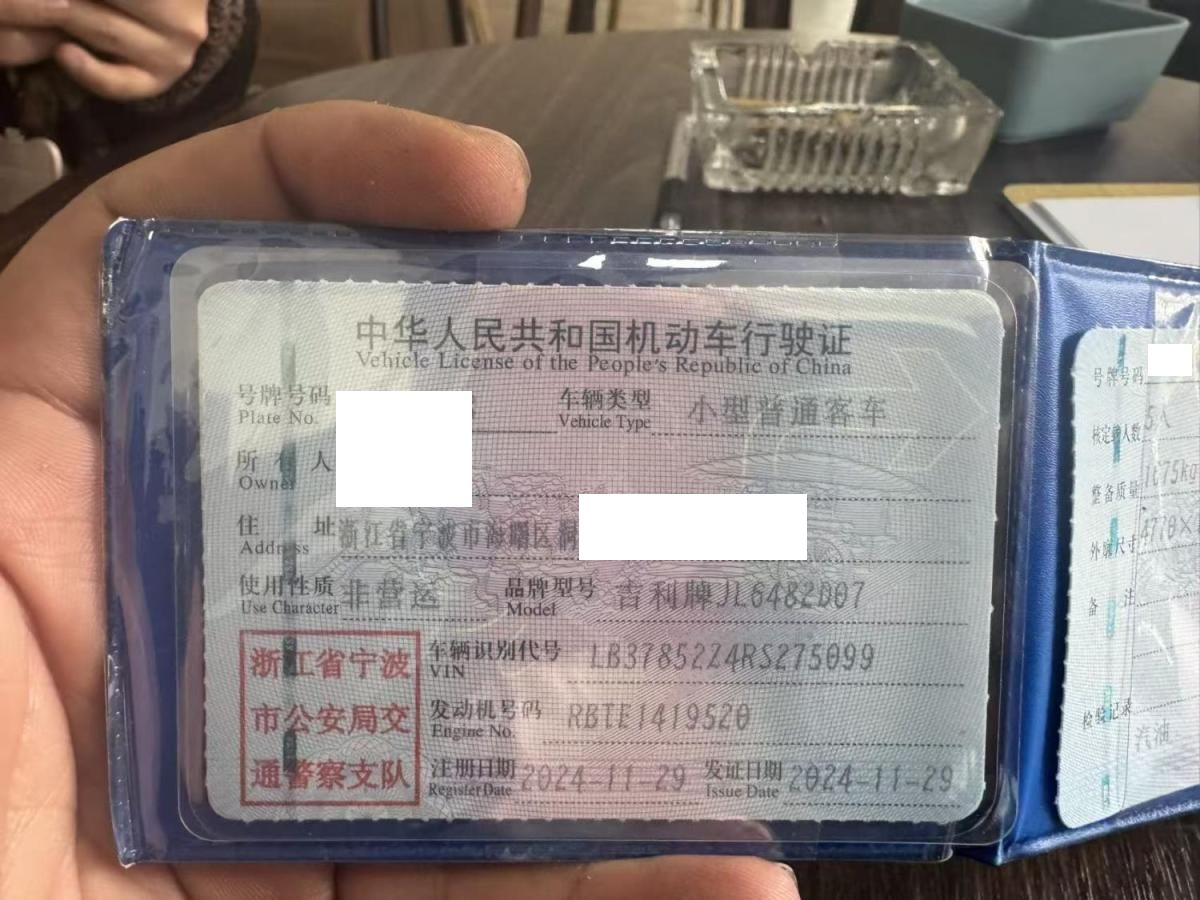 中华人民共和国机动车行驶证
Vehicle License of the People's Republic of China
号牌号码
Plate No.
车辆类型 小型普通客车
Vehicle Type
所有人
Owner
住址 浙江省宁波市海曙区洞
Address
使用性质 非营运
Use Character
品牌型号 吉利牌JL6482D07
Model
浙江省宁波
市公安局交
通警察支队
车辆识别代号 LB37852Z4RS275099
VIN
发动机号码 RBTE1419520
Engine No.
注册日期 2024-11-29
Register Date
发证日期 2024-11-29
Issue Date
号牌号码
核定载人数 5人
整备质量 1675kg
外廓尺寸 4770×
备注
检验记录
汽油